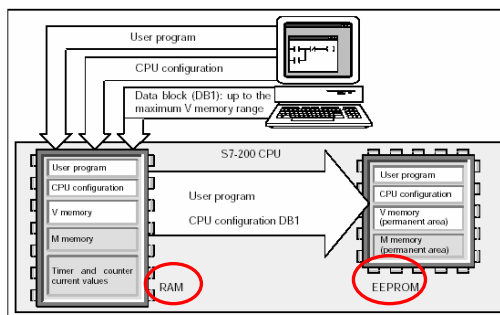 User program
CPU configuration
Data block (DB1): up to the
maximum V memory range
S7-200 CPU
User program
CPU configuration
V memory
M memory
Timer and counter
current values
RAM
User program
CPU configuration DB1
User program
CPU configuration
V memory
(permanent area)
M memory
(permanent area)
EEPROM